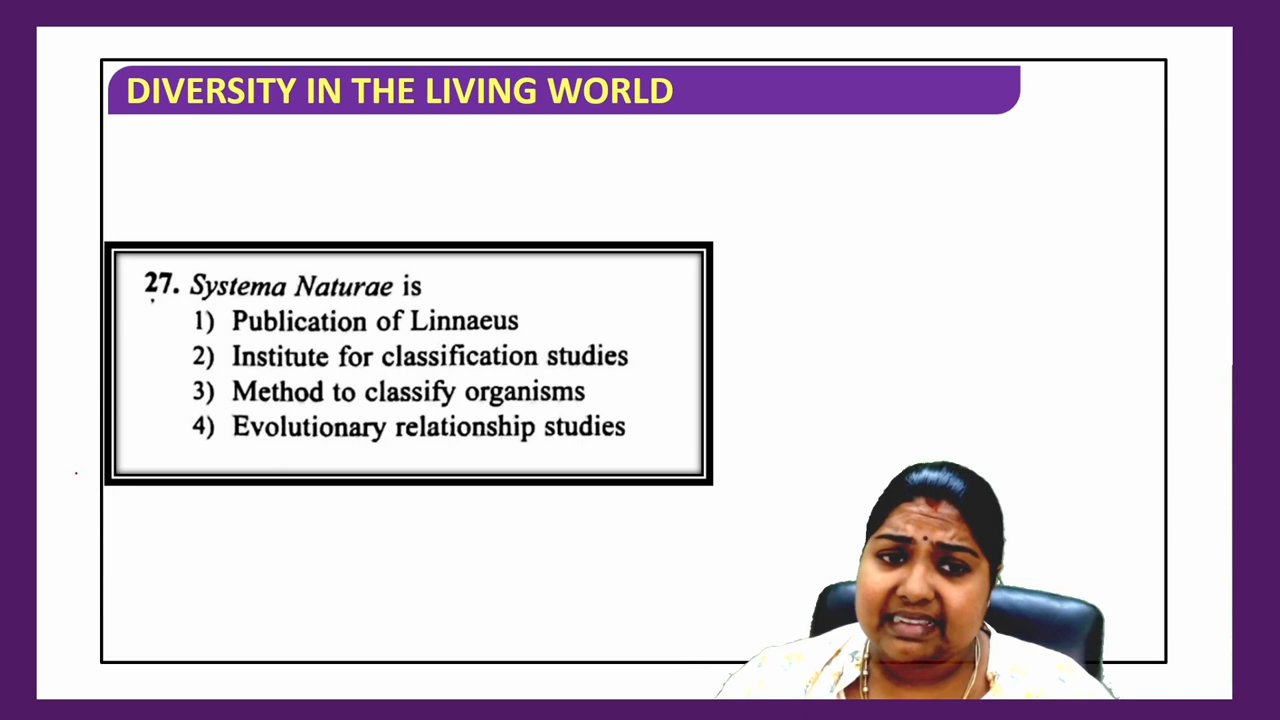 DIVERSITY IN THE LIVING WORLD
27. Systema Naturae is
1) Publication of Linnaeus
2) Institute for classification studies
3) Method to classify organisms
4) Evolutionary relationship studies